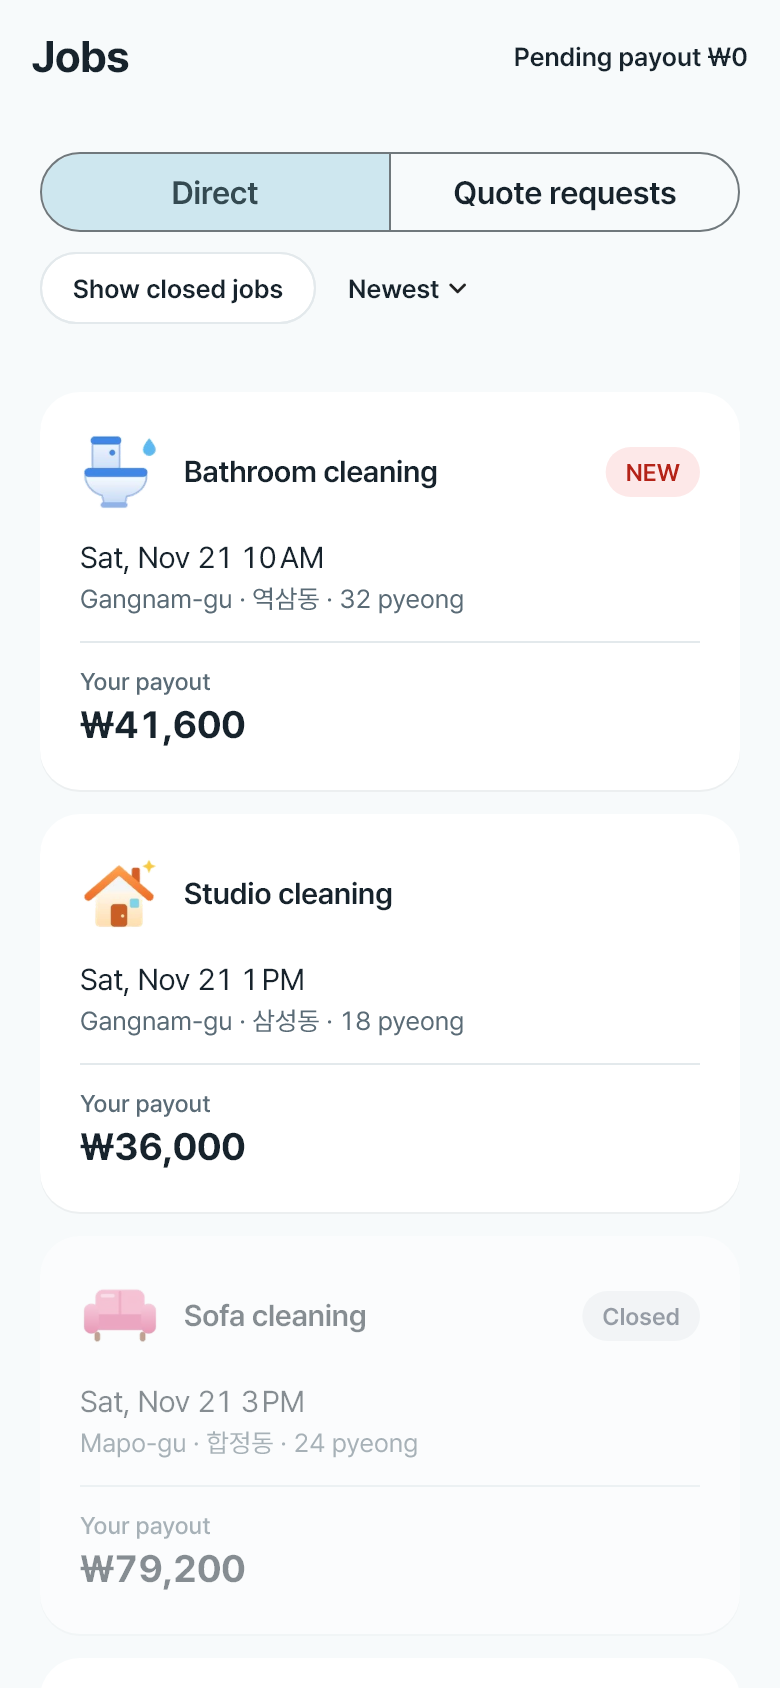 Jobs
Pending payout ₩0
Direct
Quote requests
Show closed jobs
Newest
Bathroom cleaning
NEW
Sat, Nov 21 10 AM
Gangnam-gu · 역삼동 · 32 pyeong
Your payout
₩41,600
Studio cleaning
Sat, Nov 21 1 PM
Gangnam-gu · 삼성동 · 18 pyeong
Your payout
₩36,000
Sofa cleaning
Closed
Sat, Nov 21 3 PM
Mapo-gu · 합정동 · 24 pyeong
Your payout
₩79,200